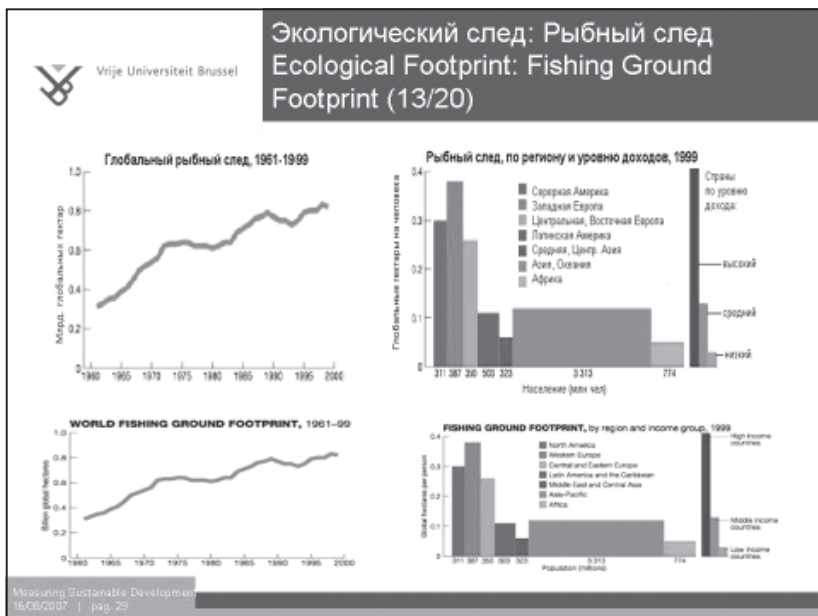 Vrije Universiteit Brussel
Экологический след: Рыбный след
Ecological Footprint: Fishing Ground
Footprint (13/20)
Глобальный рыбный след, 1961-1999
Млрд. глобальных гектар
1.0
0.8
0.6
0.4
0.2
0
1960 1965 1970 1975 1980 1985 1990 1995 2000
Рыбный след, по региону и уровню доходов, 1999
Глобальные гектары на человека
0.4
0.3
0.2
0.1
0
Серерная Америка
Западная Европа
Центральная, Восточная Европа
Латинская Америка
Средняя, Центр. Азия
Азия, Океания
Африка
Страны
по уровню
дохода:
высокий
средний
низкий
311 387 350 503 323 3 313 774
Население (млн чел)
WORLD FISHING GROUND FOOTPRINT, 1961–99
Billion global hectares
1.0
0.8
0.6
0.4
0.2
0
1960 1965 1970 1975 1980 1985 1990 1995 2000
FISHING GROUND FOOTPRINT, by region and income group, 1999
Global hectares per person
0.4
0.3
0.2
0.1
0
North America
Western Europe
Central and Eastern Europe
Latin America and the Caribbean
Middle East and Central Asia
Asia-Pacific
Africa
High income
countries
Middle income
countries
Low income
countries
311 387 350 503 323 3 313 774
Population (millions)
Measuring Sustainable Development
16/08/2007 | pag. 29